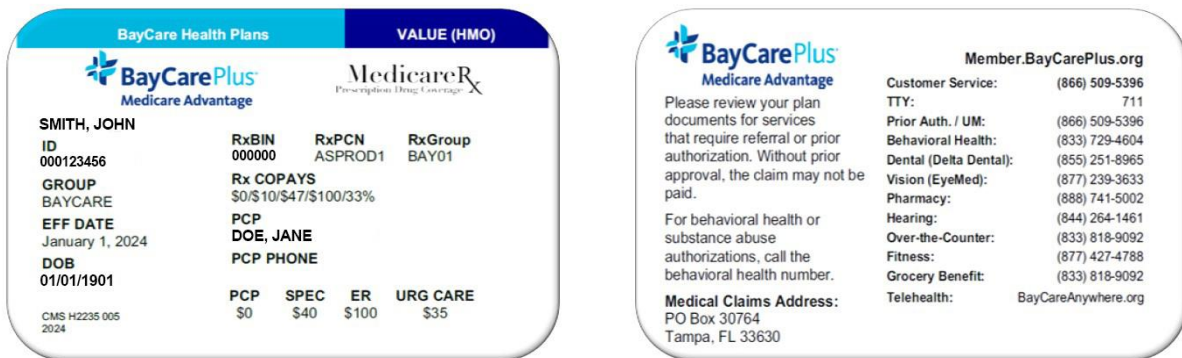 BayCare Health Plans
VALUE (HMO)
BayCarePlus
Medicare Advantage
MedicareRx
Prescription Drug Coverage
SMITH, JOHN
ID
000123456
GROUP
BAYCARE
EFF DATE
January 1, 2024
DOB
01/01/1901
CMS H2235 005
2024
RxBIN RxPCN RxGroup
000000 ASPROD1 BAY01
Rx COPAYS
$0/$10/$47/$100/33%
PCP
DOE, JANE
PCP PHONE
PCP SPEC ER URG CARE
$0 $40 $100 $35
BayCarePlus
Medicare Advantage
Please review your plan
documents for services
that require referral or prior
authorization. Without prior
approval, the claim may not be
paid.
For behavioral health or
substance abuse
authorizations, call the
behavioral health number.
Medical Claims Address:
PO Box 30764
Tampa, FL 33630
Member.BayCarePlus.org
Customer Service: (866) 509-5396
TTY: 711
Prior Auth. / UM: (866) 509-5396
Behavioral Health: (833) 729-4604
Dental (Delta Dental): (855) 251-8965
Vision (EyeMed): (877) 239-3633
Pharmacy: (888) 741-5002
Hearing: (844) 264-1461
Over-the-Counter: (833) 818-9092
Fitness: (877) 427-4788
Grocery Benefit: (833) 818-9092
Telehealth: BayCareAnywhere.org